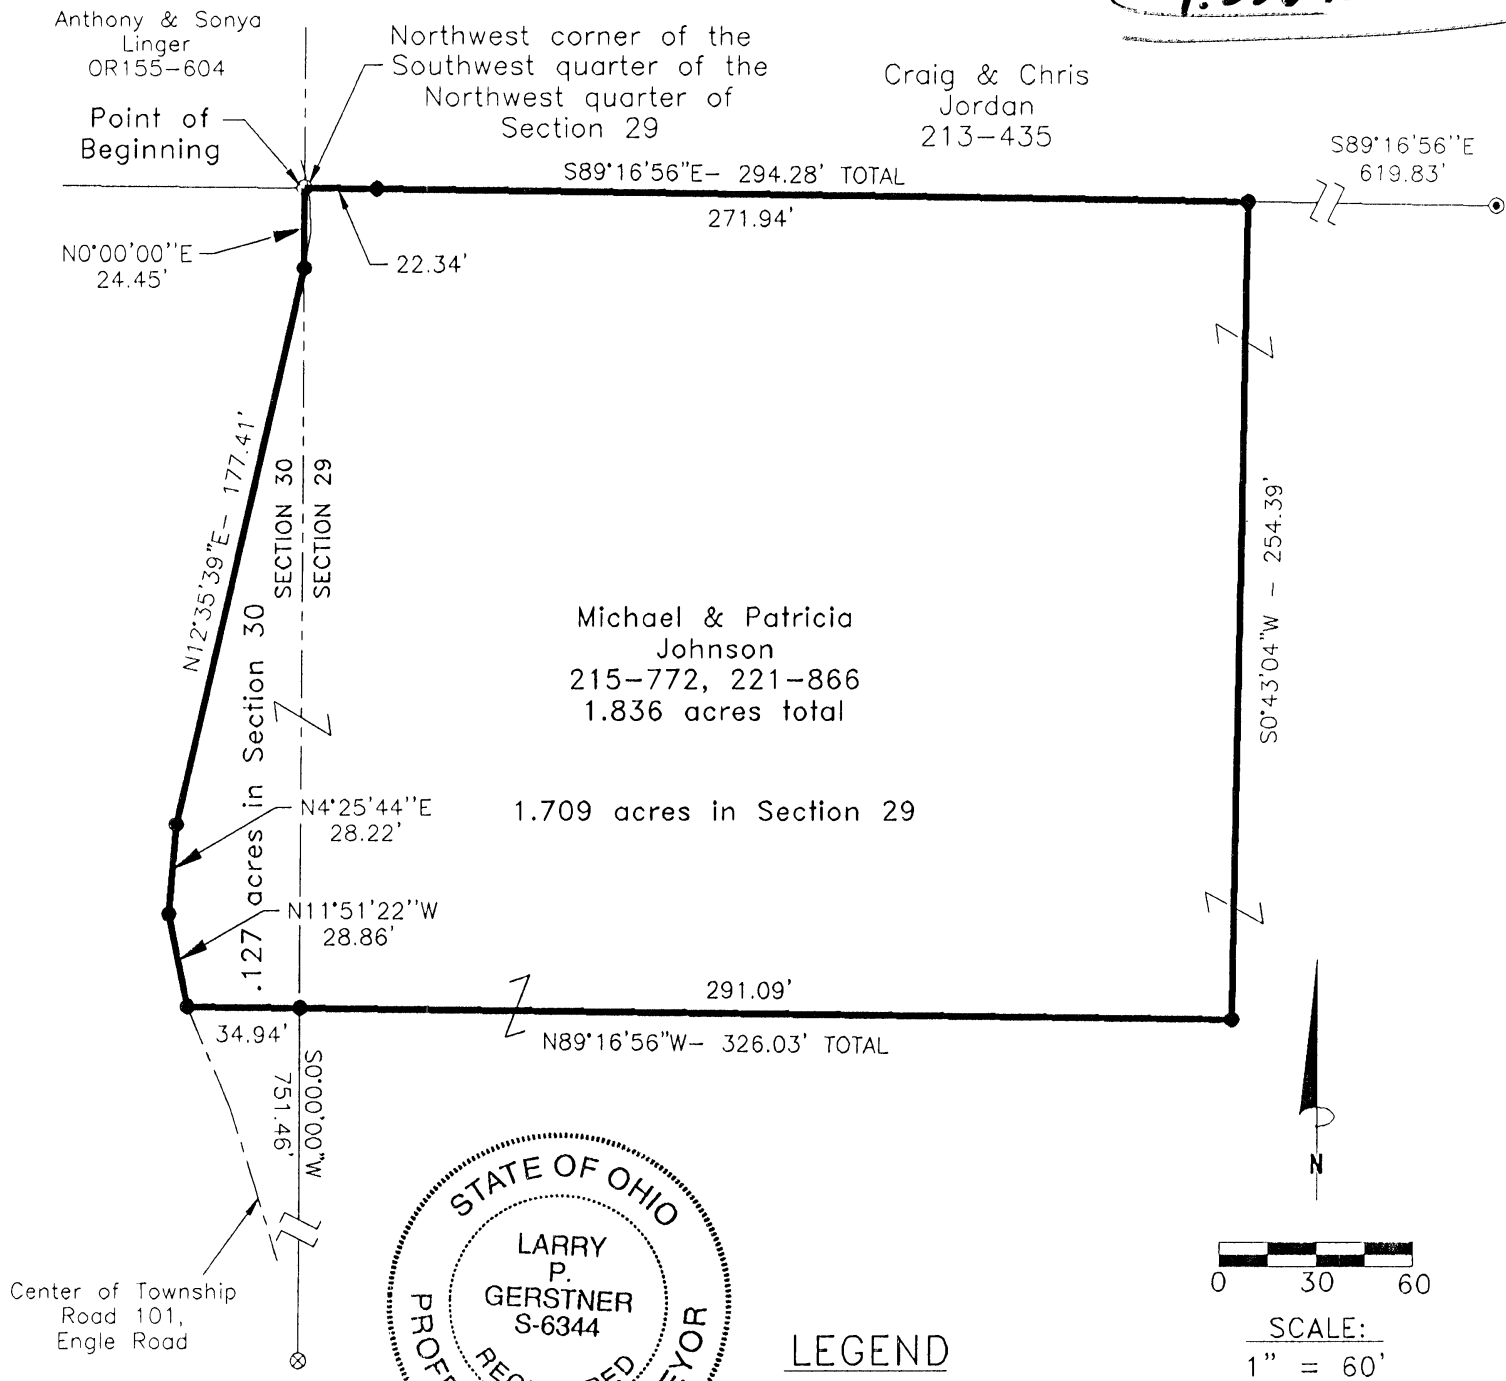 Anthony & Sonya
Linger
OR155-604
Northwest corner of the
Southwest quarter of the
Northwest quarter of
Section 29
Craig & Chris
Jordan
213-435
Point of
Beginning
S89°16'56"E
619.83'
S89°16'56"E- 294.28' TOTAL
271.94'
22.34'
N0°00'00"E
24.45'
N12°35'39"E- 177.41'
SECTION 30
SECTION 29
.127 acres in Section 30
S0°43'04"W - 254.39'
Michael & Patricia
Johnson
215-772, 221-866
1.836 acres total
1.709 acres in Section 29
N4°25'44"E
28.22'
N11°51'22"W
28.86'
291.09'
34.94'
N89°16'56"W- 326.03' TOTAL
S0°00'00"W
751.46'
N
Center of Township
Road 101,
Engle Road
STATE OF OHIO
LARRY
P.
GERSTNER
S-6344
LEGEND
0 30 60
SCALE:
1" = 60'